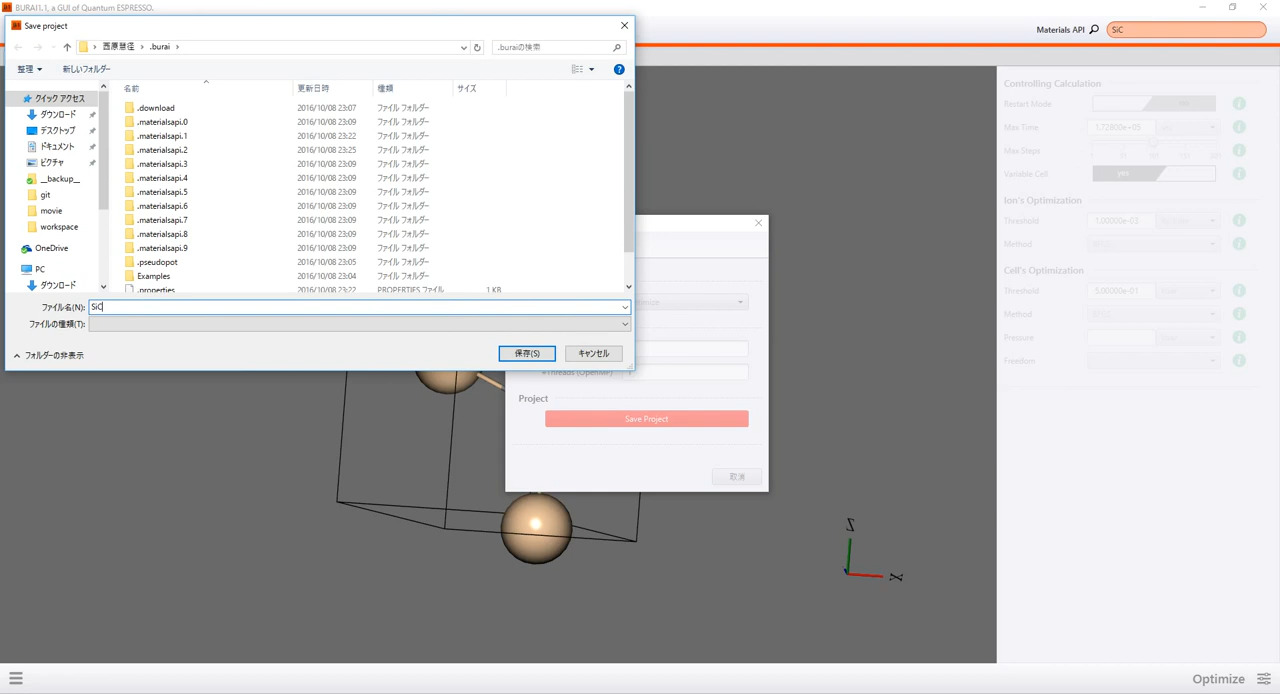 BURAI1.1, a GUI of Quantum ESPRESSO.
Save project
Materials API
SiC
西原慧径 › .burai ›
.buraiの検索
整理
新しいフォルダー
名前 更新日時 種類 サイズ
クイック アクセス
ダウンロード
デスクトップ
ドキュメント
ピクチャ
__backup__
git
movie
workspace
OneDrive
PC
ダウンロード
.download 2016/10/08 23:07 ファイル フォルダー
.materialsapi.0 2016/10/08 23:09 ファイル フォルダー
.materialsapi.1 2016/10/08 23:22 ファイル フォルダー
.materialsapi.2 2016/10/08 23:25 ファイル フォルダー
.materialsapi.3 2016/10/08 23:09 ファイル フォルダー
.materialsapi.4 2016/10/08 23:09 ファイル フォルダー
.materialsapi.5 2016/10/08 23:09 ファイル フォルダー
.materialsapi.6 2016/10/08 23:09 ファイル フォルダー
.materialsapi.7 2016/10/08 23:09 ファイル フォルダー
.materialsapi.8 2016/10/08 23:09 ファイル フォルダー
.materialsapi.9 2016/10/08 23:09 ファイル フォルダー
.pseudopot 2016/10/08 23:05 ファイル フォルダー
Examples 2016/10/08 23:04 ファイル フォルダー
.properties 2016/10/08 23:22 PROPERTIES ファイル 1 KB
ファイル名(N): SiC
ファイルの種類(T):
フォルダーの非表示
保存(S)
キャンセル
#Threads (OpenMP)
Project
Save Project
取消
Controlling Calculation
Restart Mode
Max Time 1.72800e+05
Max Steps
Variable Cell yes
Ion's Optimization
Threshold 1.00000e-03
Method
Cell's Optimization
Threshold 5.00000e-01
Method
Pressure
Freedom
Z
X
Optimize